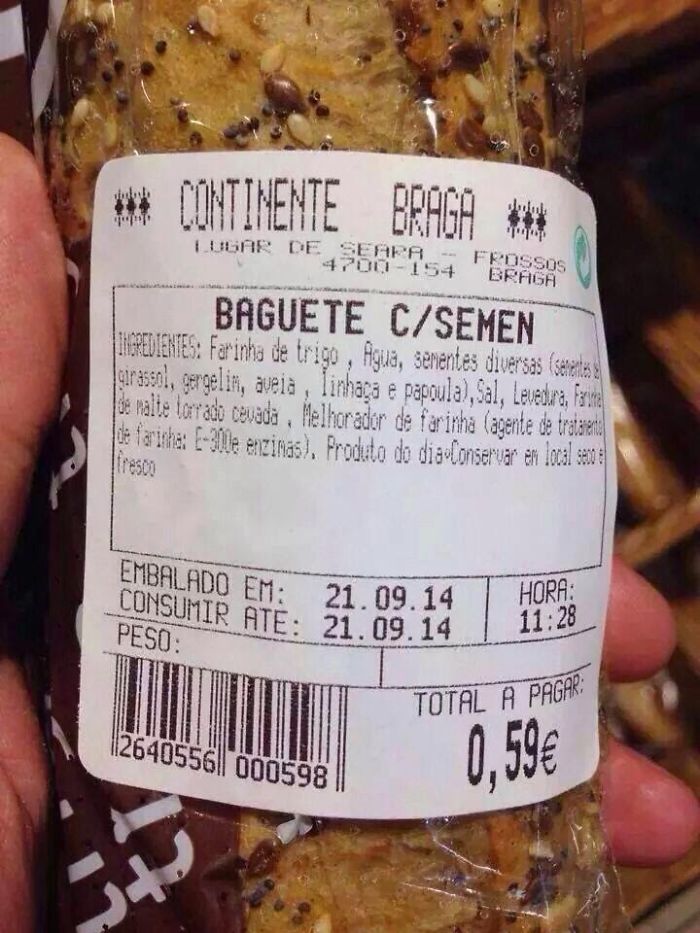 *** CONTINENTE BRAGA ***
LUGAR DE SEARA - FROSSOS
4700-154 BRAGA
BAGUETE C/SEMEN
INGREDIENTES: Farinha de trigo , Agua, sementes diversas (sementes de
girassol, gergelim, aveia , linhaça e papoula),Sal, Levedura, Farinha
de malte torrado cevada , Melhorador de farinha (agente de tratamento
de farinha: E-300e enzimas). Produto do dia Conservar em local seco e
fresco
EMBALADO EM: 21.09.14
HORA:
CONSUMIR ATE: 21.09.14
11:28
PESO:
TOTAL A PAGAR:
0,59€
2640556 000598